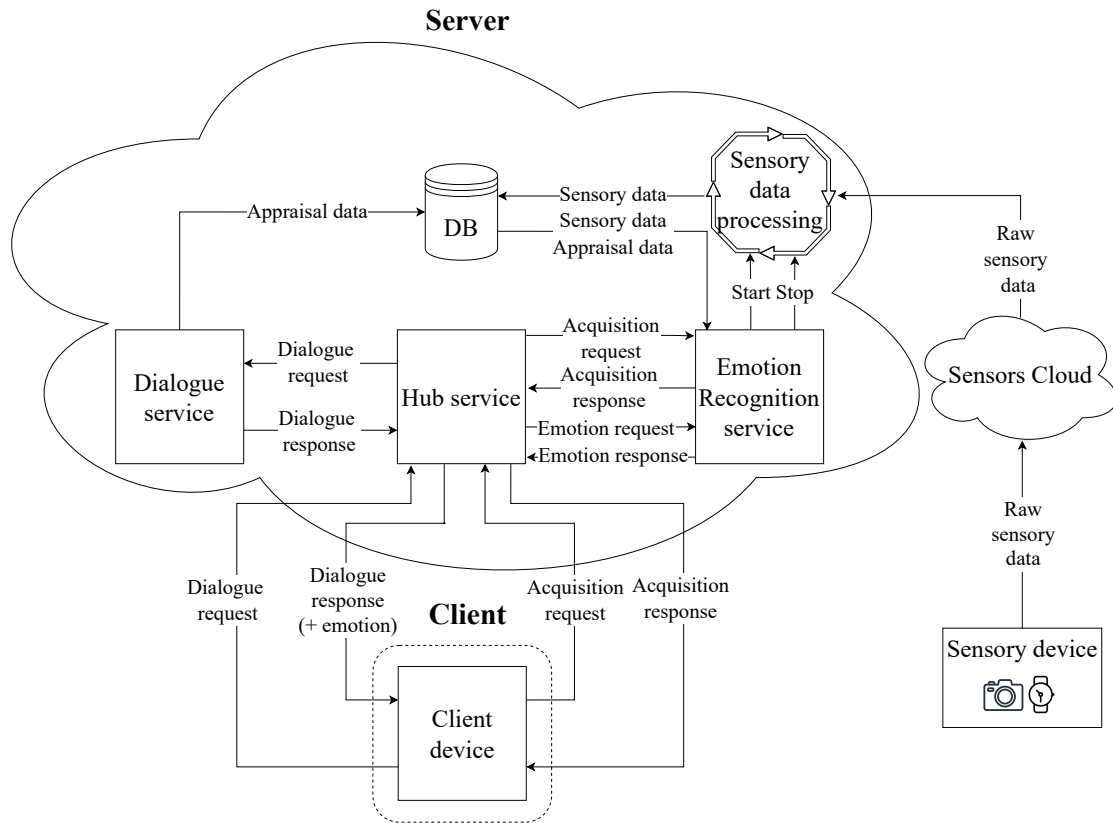 Server
Sensory
data
processing
Sensory data
DB
Sensory data
Appraisal data
Appraisal data
Raw
sensory
data
Start
Stop
Dialogue
service
Dialogue
request
Dialogue
response
Hub service
Acquisition
request
Acquisition
response
Emotion request
Emotion response
Emotion
Recognition
service
Sensors Cloud
Raw
sensory
data
Dialogue
request
Dialogue
response
(+ emotion)
Acquisition
request
Acquisition
response
Client
Client
device
Sensory device